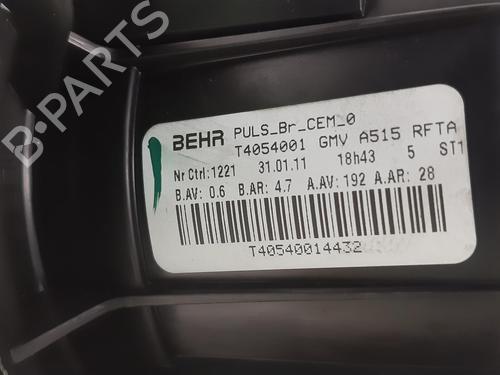 B-PARTS
BEHR PULS_Br_CEM_0
T4054001 GMV A515 RFTA
Nr Ctrl:1221 31.01.11 18h43 5 ST1
B.AV: 0.6 B.AR: 4.7 A.AV: 192 A.AR: 28
T40540014432